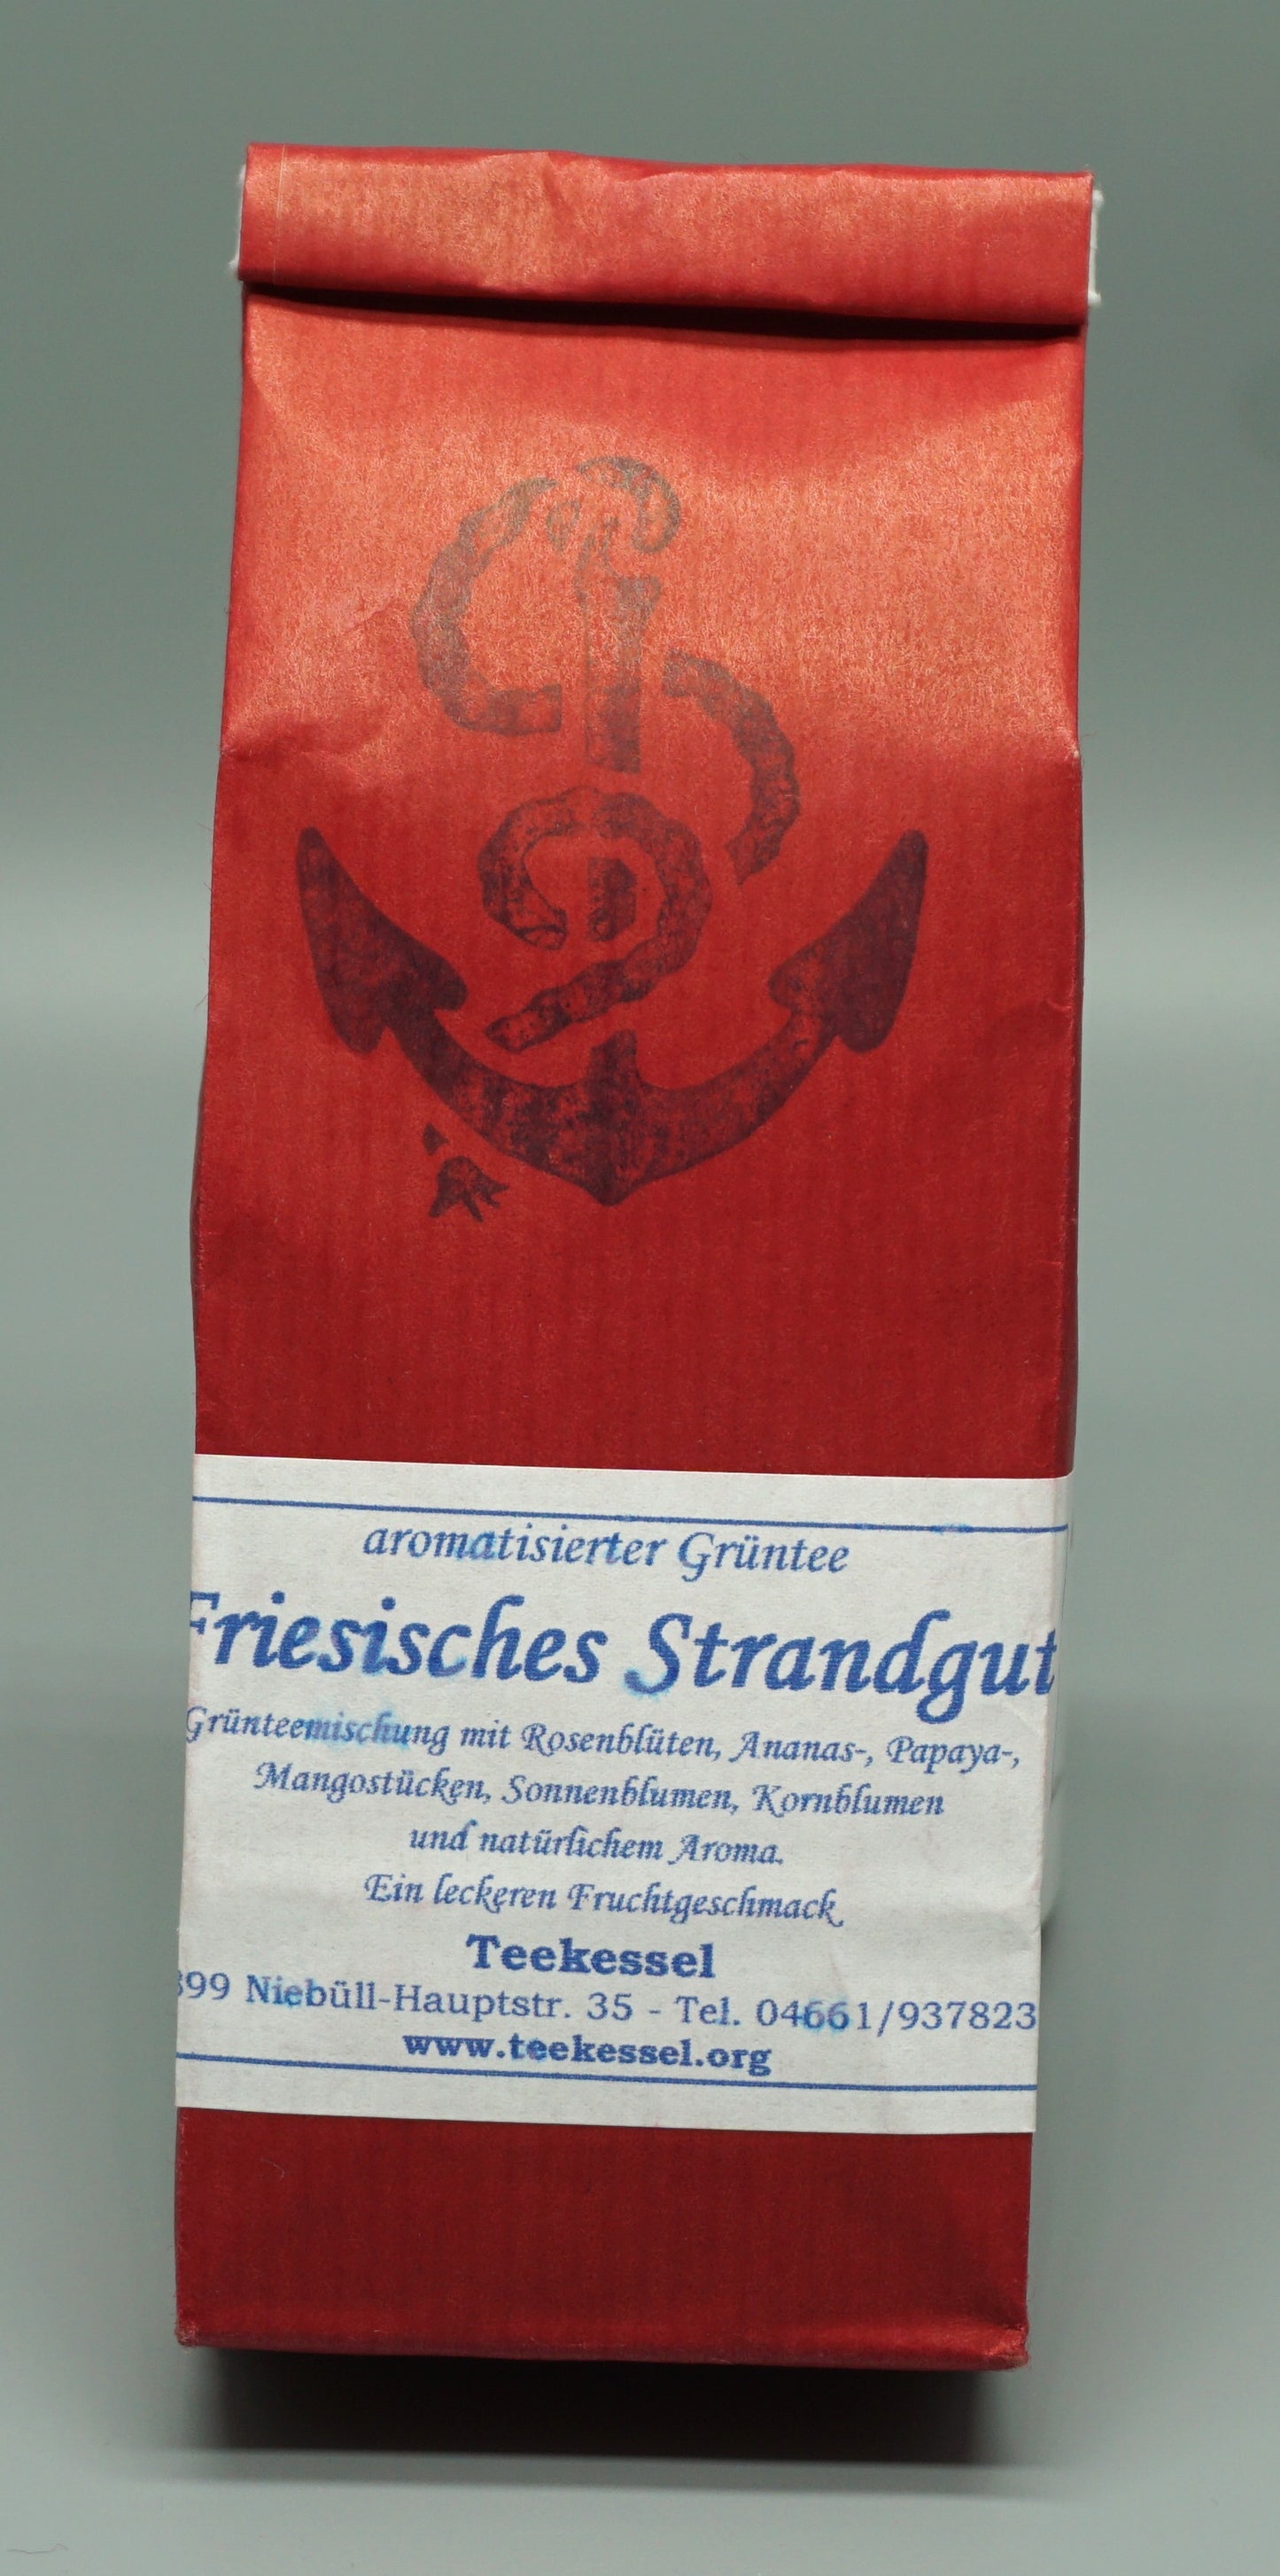 aromatisierter Grüntee
Friesisches Strandgut
Grünteemischung mit Rosenblüten, Ananas-, Papaya-,
Mangostücken, Sonnenblumen, Kornblumen
und natürlichem Aroma.
Ein leckeren Fruchtgeschmack
Teekessel
899 Niebüll-Hauptstr. 35 - Tel. 04661/937823
www.teekessel.org